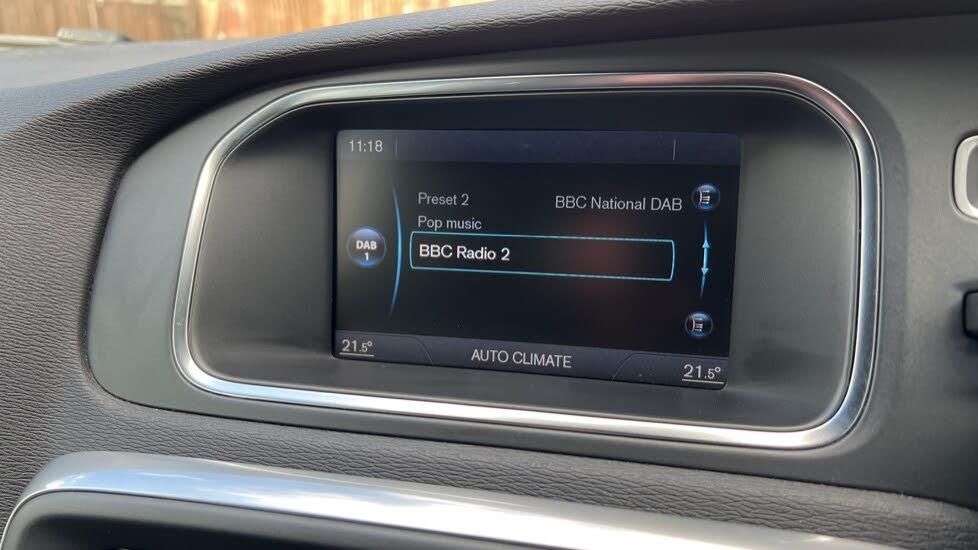 11:18
Preset 2
BBC National DAB
Pop music
DAB
1
BBC Radio 2
21.5°
AUTO CLIMATE
21.5°